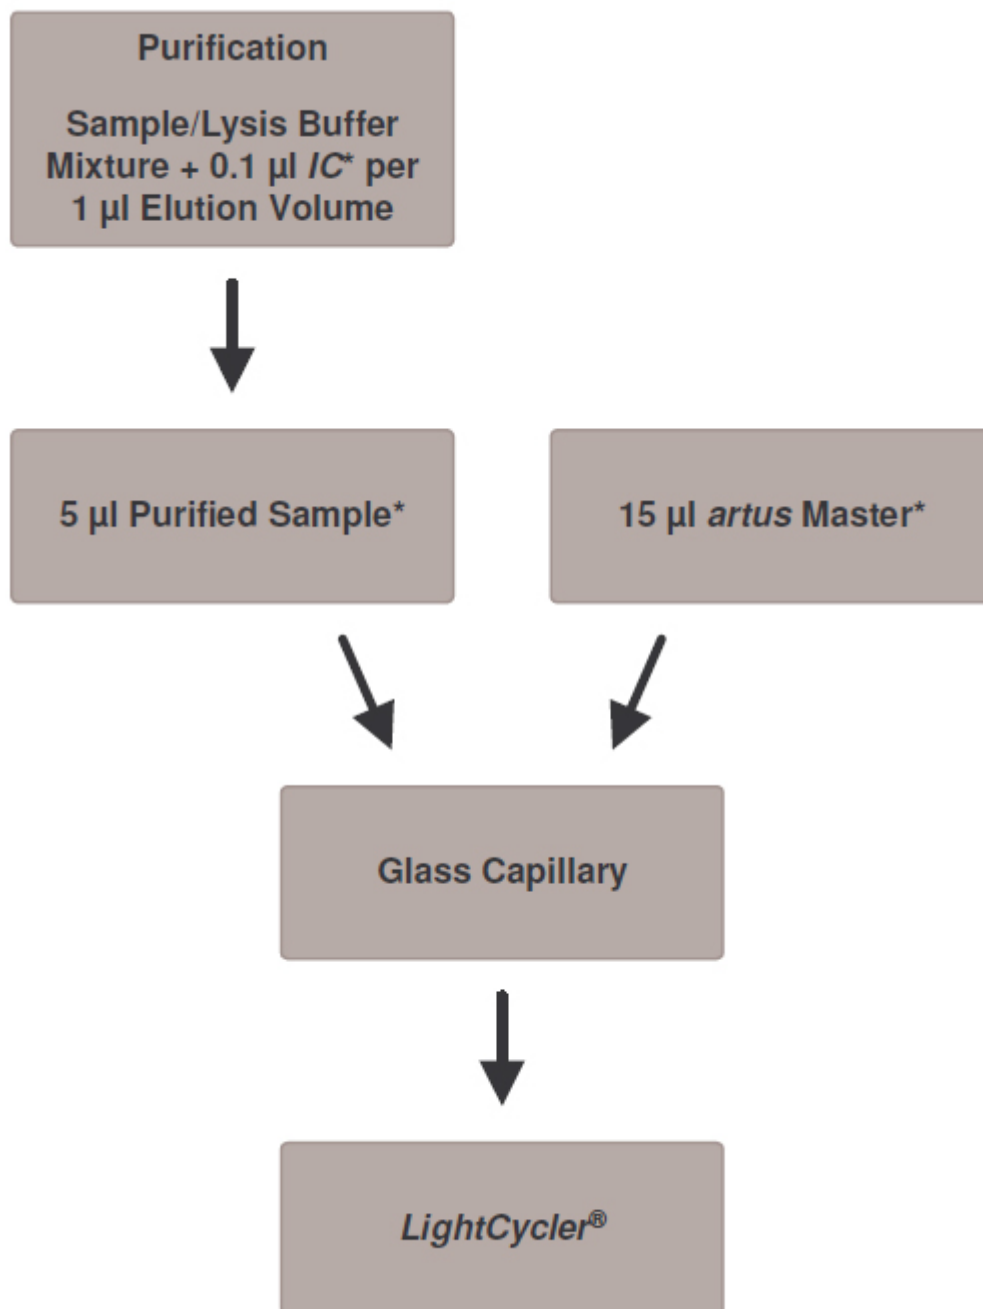 Purification
Sample/Lysis Buffer
Mixture + 0.1 µl IC* per
1 µl Elution Volume
5 µl Purified Sample*
15 µl artus Master*
Glass Capillary
LightCycler®